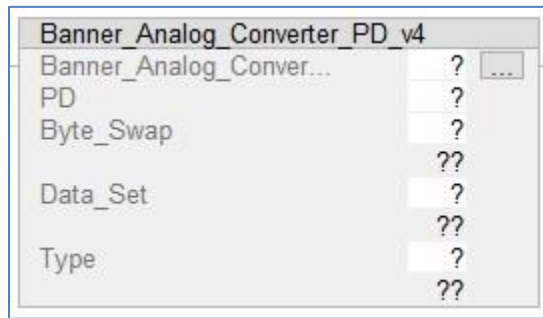 Banner_Analog_Converter_PD_v4
Banner_Analog_Conver... ? ...
PD ?
Byte_Swap ?
??
Data_Set ?
??
Type ?
??